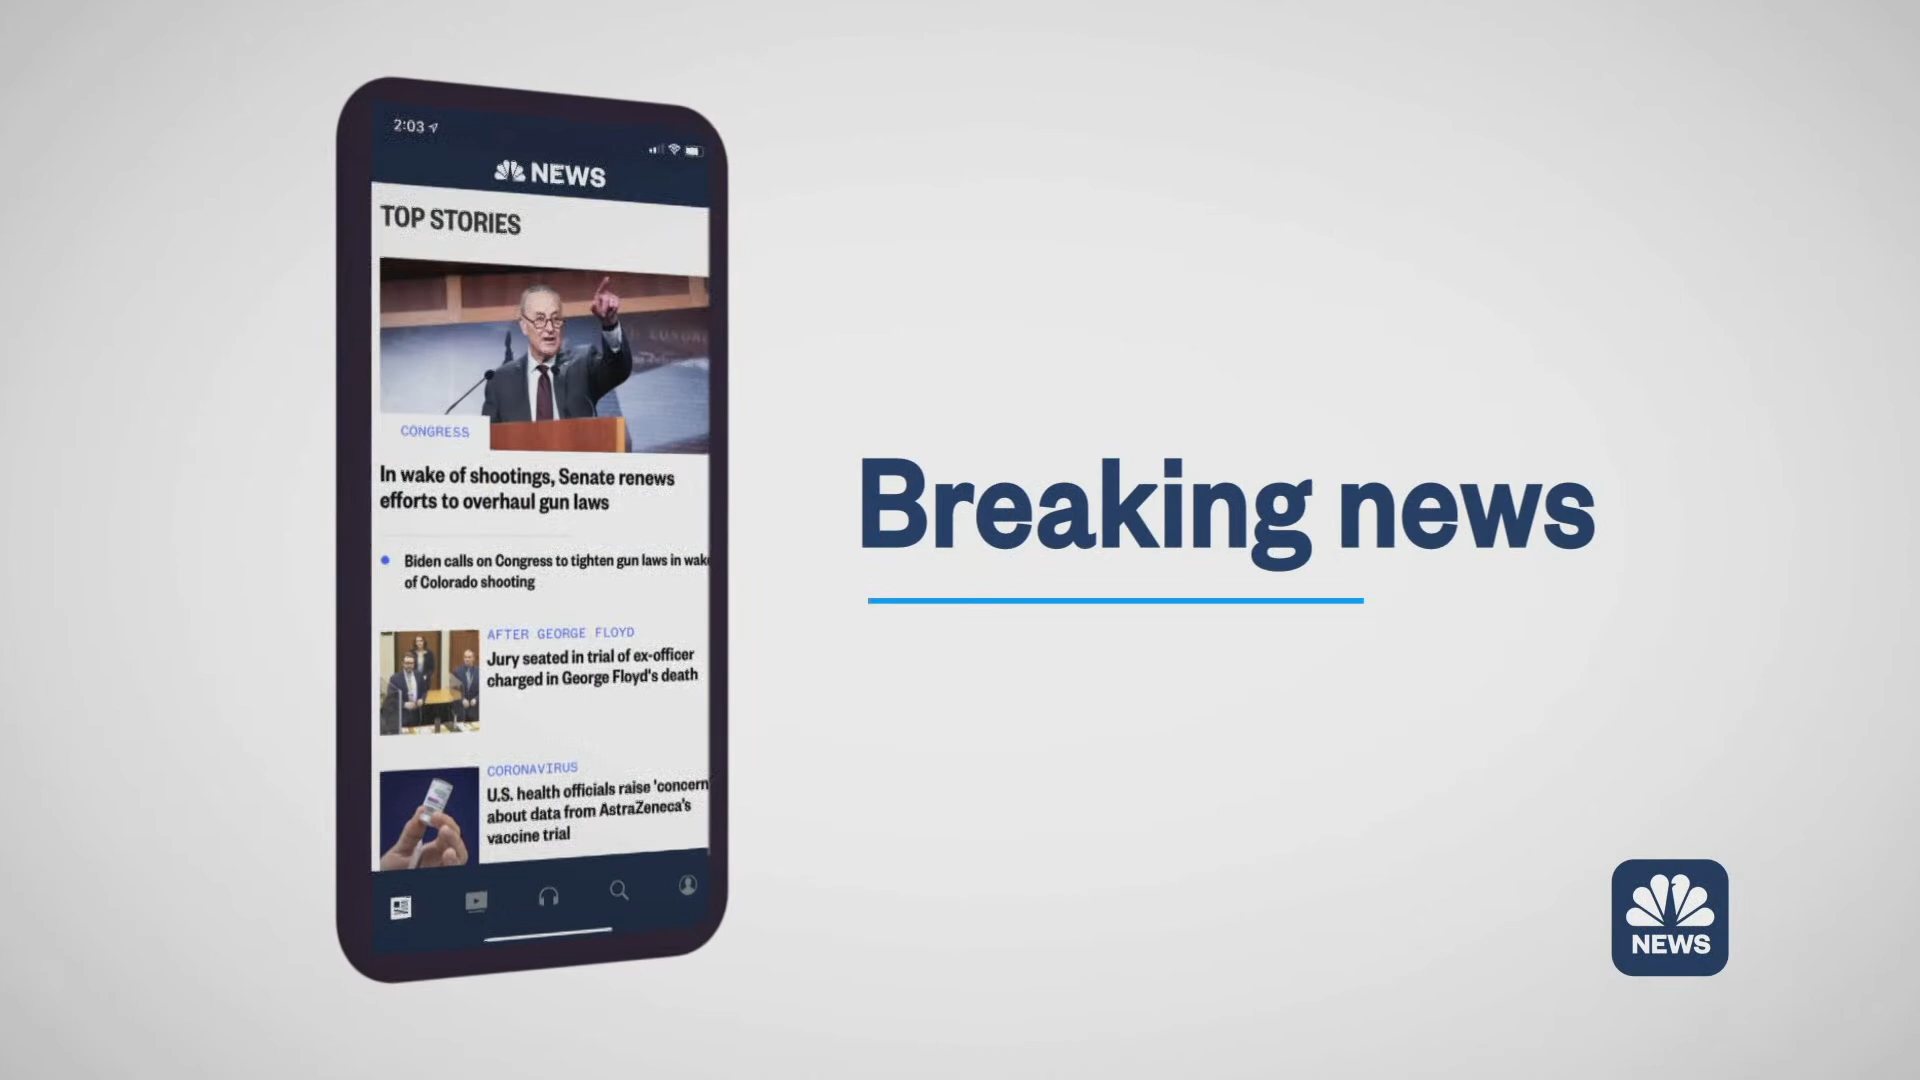 2:03
NEWS
TOP STORIES
CONGRESS
In wake of shootings, Senate renews
efforts to overhaul gun laws
Biden calls on Congress to tighten gun laws in wake
of Colorado shooting
AFTER GEORGE FLOYD
Jury seated in trial of ex-officer
charged in George Floyd's death
CORONAVIRUS
U.S. health officials raise 'concern
about data from AstraZeneca's
vaccine trial
Breaking news
NEWS